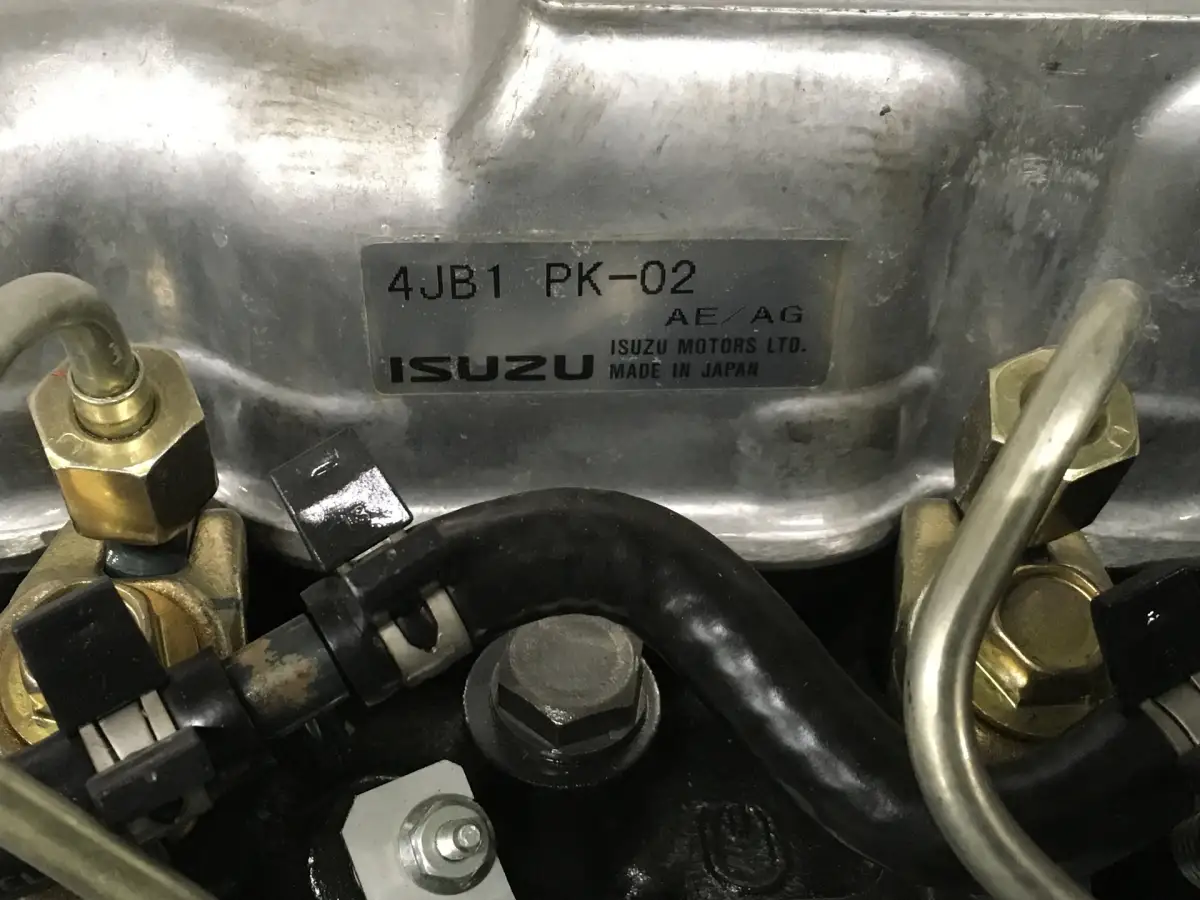 4JB1 PK-02
AE/AG
ISUZU
ISUZU MOTORS LTD.
MADE IN JAPAN